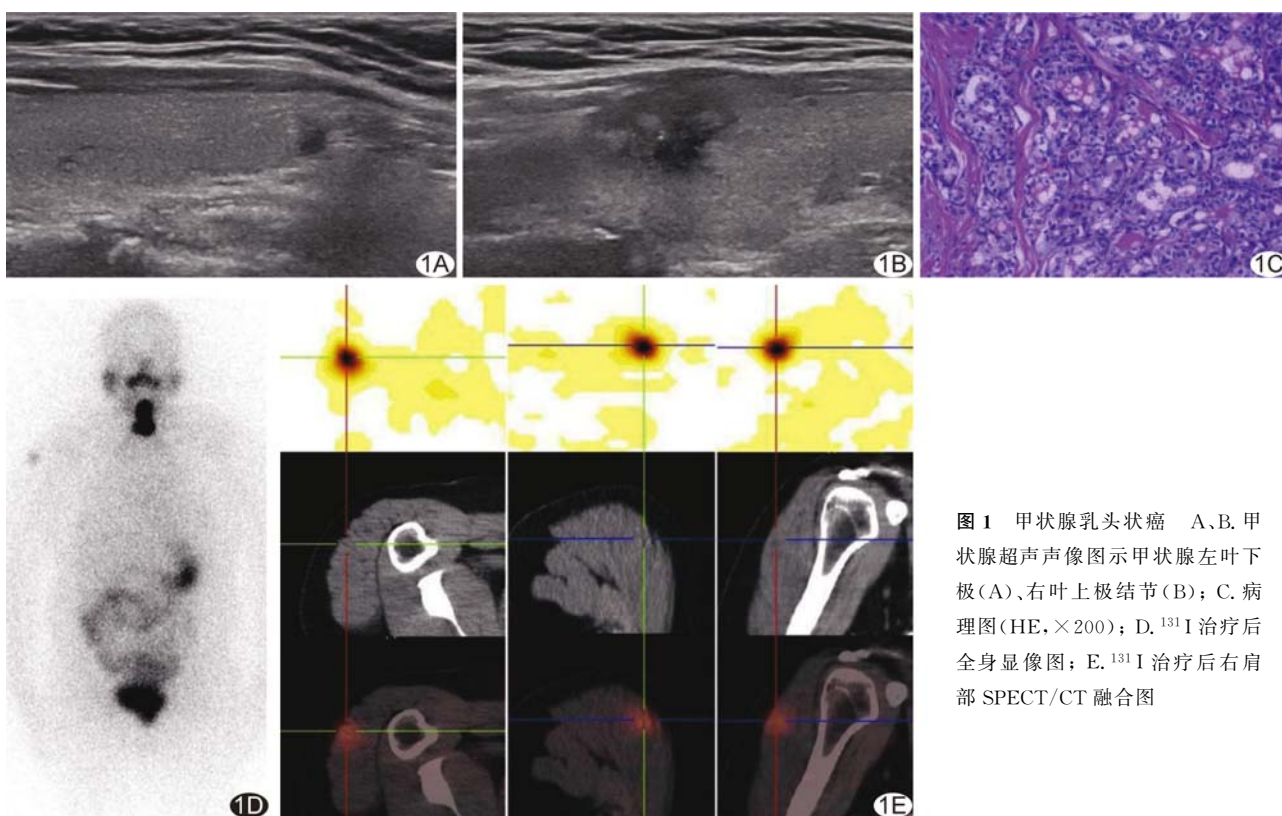 1A
1B
1C
1D
1E
图 1 甲状腺乳头状癌 A、B. 甲
状腺超声声像图示甲状腺左叶下
极(A)、右叶上极结节(B); C. 病
理图(HE,×200); D. ¹³¹I 治疗后
全身显像图; E. ¹³¹I 治疗后右肩
部 SPECT/CT 融合图